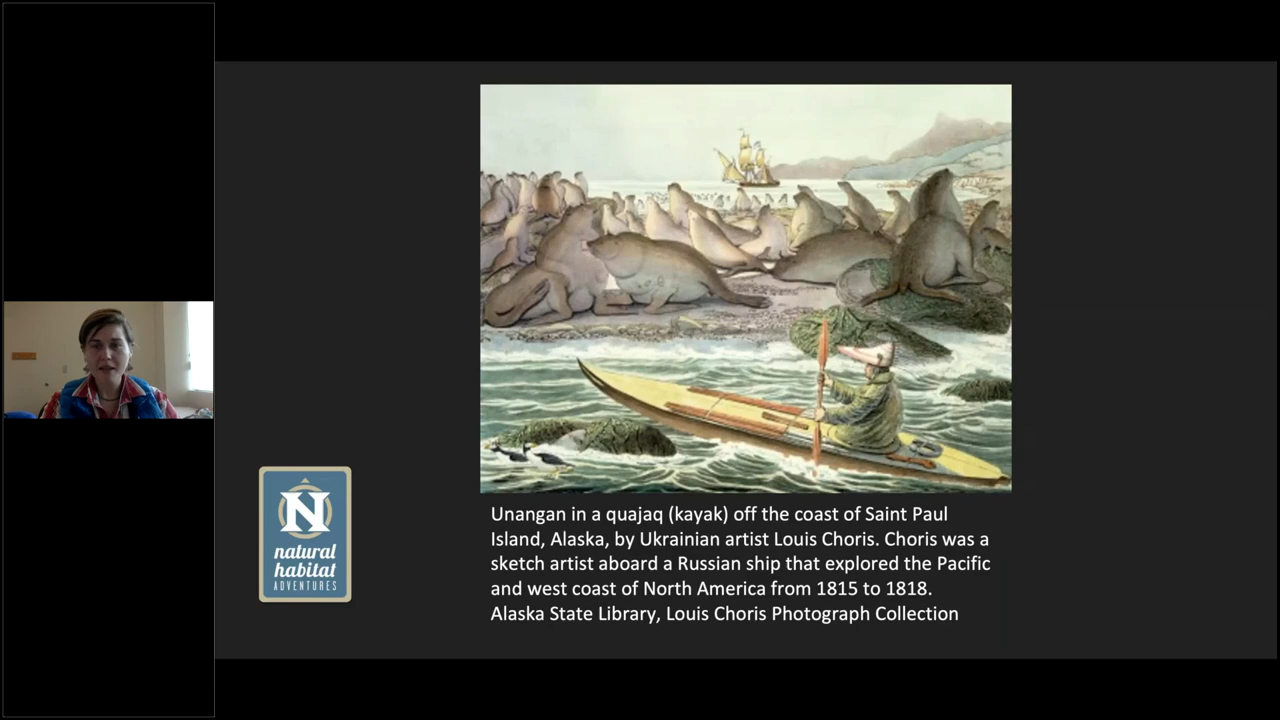 Unangan in a quajaq (kayak) off the coast of Saint Paul
Island, Alaska, by Ukrainian artist Louis Choris. Choris was a
sketch artist aboard a Russian ship that explored the Pacific
and west coast of North America from 1815 to 1818.
Alaska State Library, Louis Choris Photograph Collection
N
natural
habitat
ADVENTURES